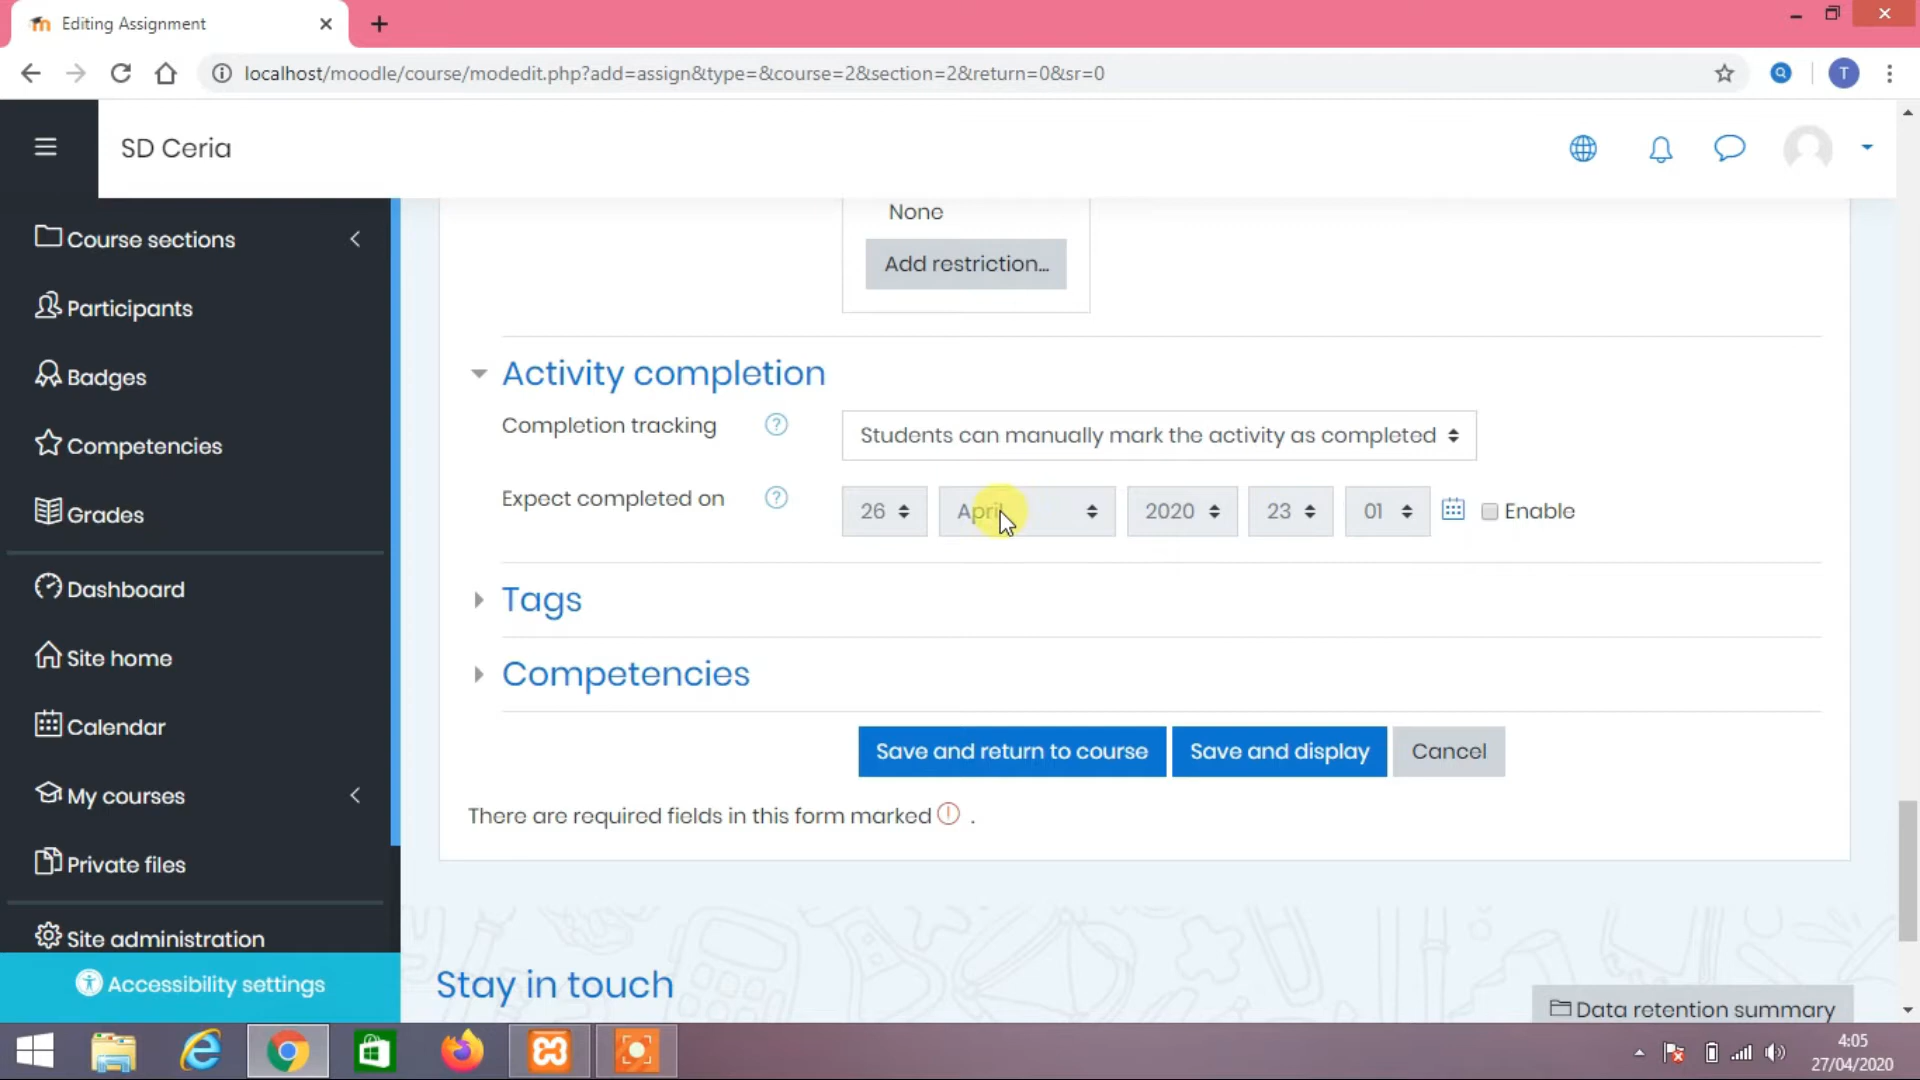 Editing Assignment
localhost/moodle/course/modedit.php?add=assign&type=&course=2&section=2&return=0&sr=0
T
SD Ceria
Course sections
Participants
Badges
Competencies
Grades
Dashboard
Site home
Calendar
My courses
Private files
Site administration
Accessibility settings
None
Add restriction...
Activity completion
Completion tracking
Students can manually mark the activity as completed
Expect completed on
26 April 2020 23 01 Enable
Tags
Competencies
Save and return to course Save and display Cancel
There are required fields in this form marked .
Stay in touch
Data retention summary
4:05
27/04/2020